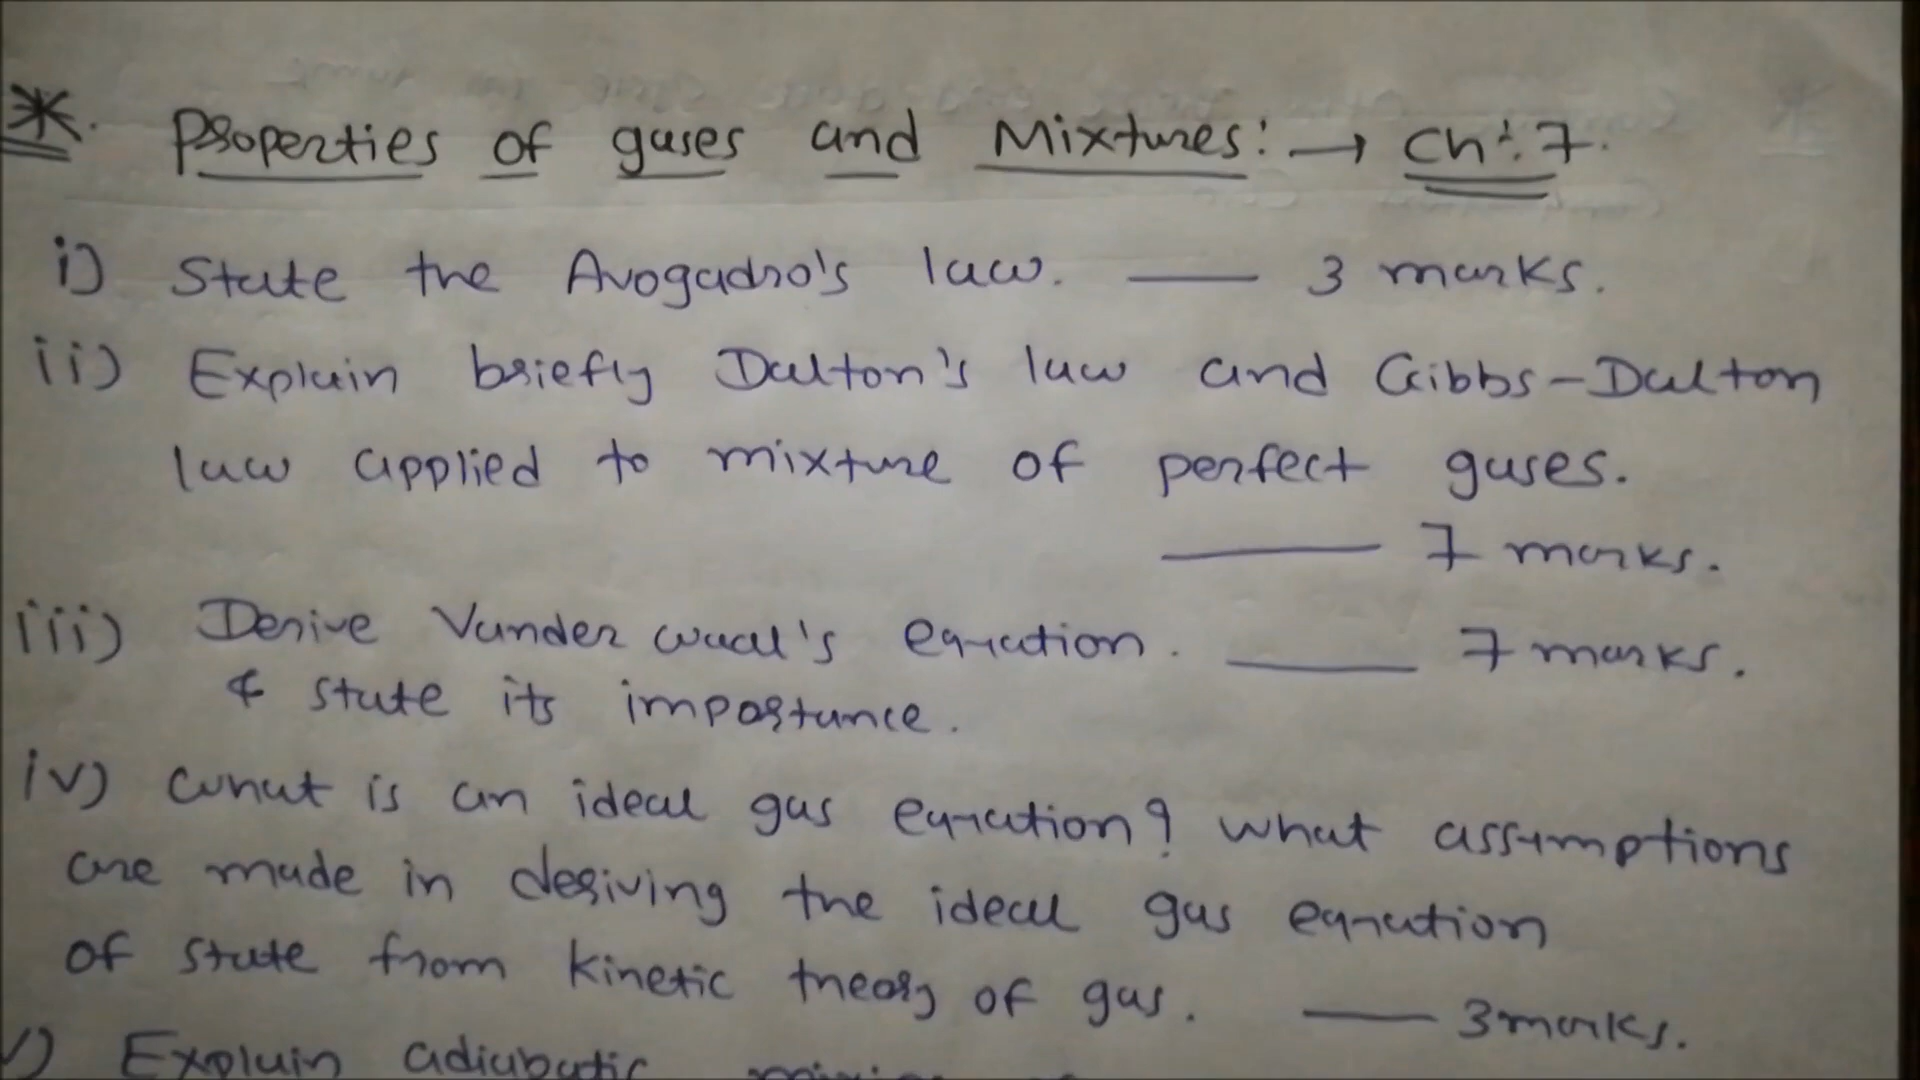 * Properties of gases and Mixtures: → Ch: 7.
i) State the Avogadro's law. — 3 marks.
ii) Explain briefly Dalton's law and Gibbs-Dalton
law applied to mixture of perfect gases.
— 7 marks.
iii) Derive Vander waal's equation. — 7 marks.
& state its importance.
iv) What is an ideal gas equation? what assumptions
are made in deriving the ideal gas equation
of state from kinetic theory of gas. — 3 marks.
v) Explain adiabatic